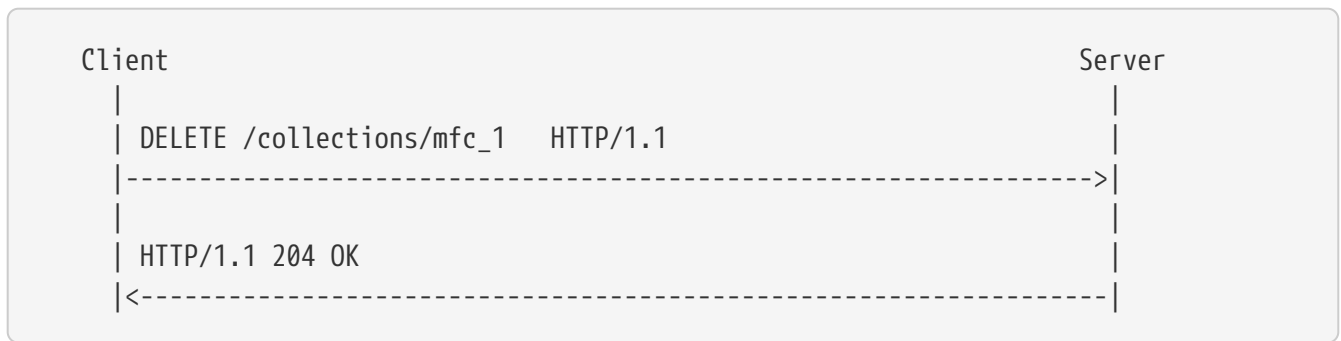 Client Server
| |
| DELETE /collections/mfc_1 HTTP/1.1 |
|------------------------------------------------------------------>|
| |
| HTTP/1.1 204 OK |
|<------------------------------------------------------------------|